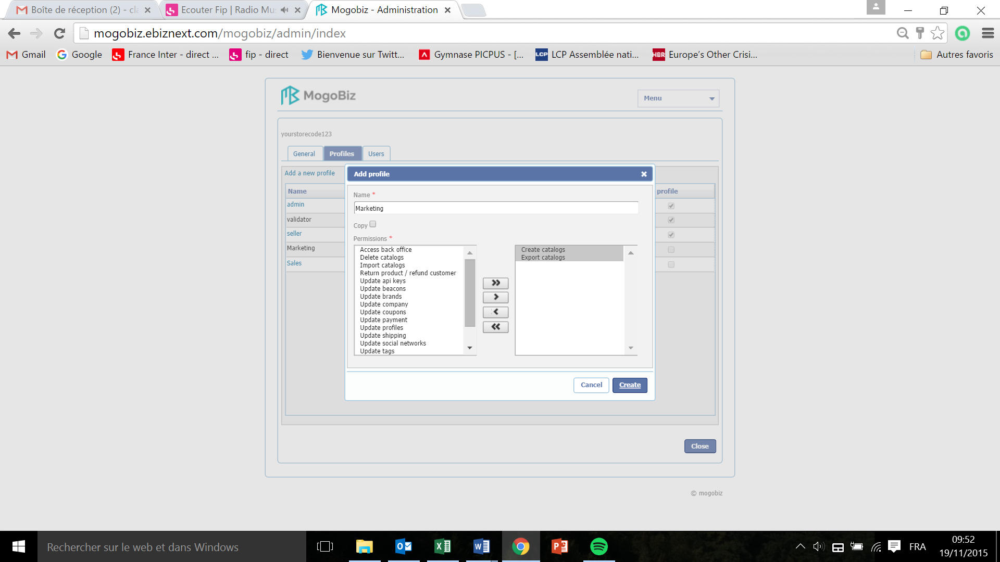 Boîte de réception (2) - cla
Ecouter Fip | Radio Mu
Mogobiz - Administration
mogobiz.ebiznext.com/mogobiz/admin/index
Gmail
Google
France Inter - direct ...
fip - direct
Bienvenue sur Twitt...
Gymnase PICPUS - [...
LCP
LCP Assemblée nati...
HBR
Europe's Other Crisi...
Autres favoris
MogoBiz
Menu
yourstorecode123
General
Profiles
Users
Add a new profile
Name
profile
admin
validator
seller
Marketing
Sales
Add profile
Name *
Marketing
Copy
Permissions *
Access back office
Delete catalogs
Import catalogs
Return product / refund customer
Update api keys
Update beacons
Update brands
Update company
Update coupons
Update payment
Update profiles
Update shipping
Update social networks
Update tags
Create catalogs
Export catalogs
Cancel
Create
Close
© mogobiz
Rechercher sur le web et dans Windows
FRA
09:52
19/11/2015